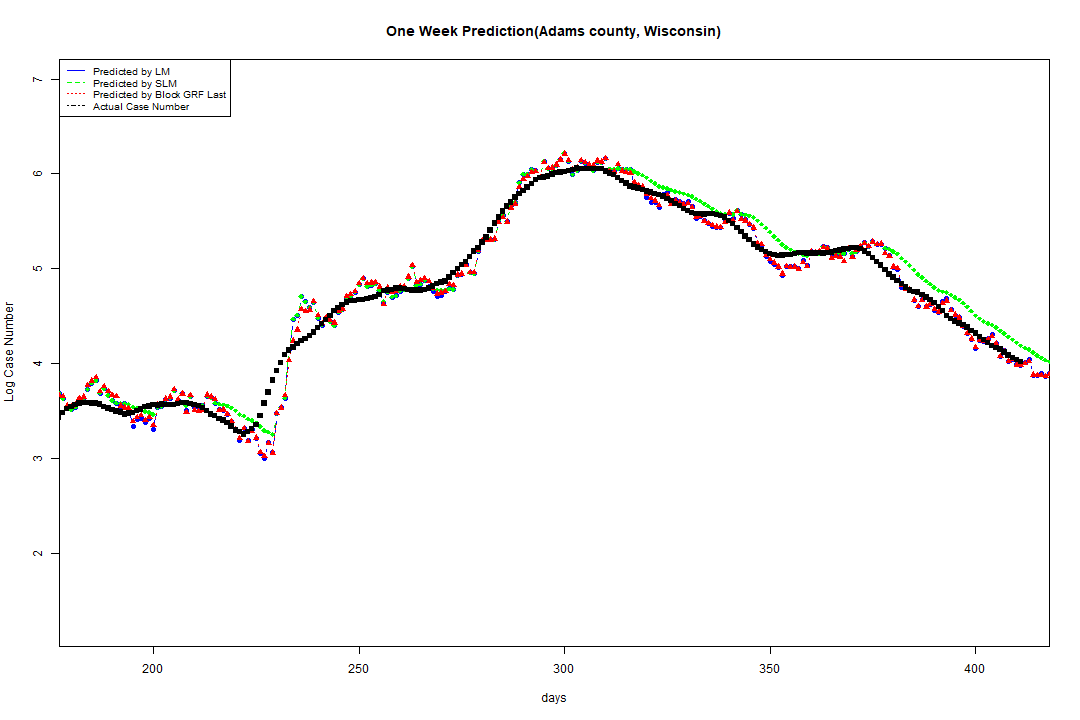 One Week Prediction(Adams county, Wisconsin)
Predicted by LM
Predicted by SLM
Predicted by Block GRF Last
Actual Case Number
7
6
5
4
3
2
Log Case Number
200
250
300
350
400
days